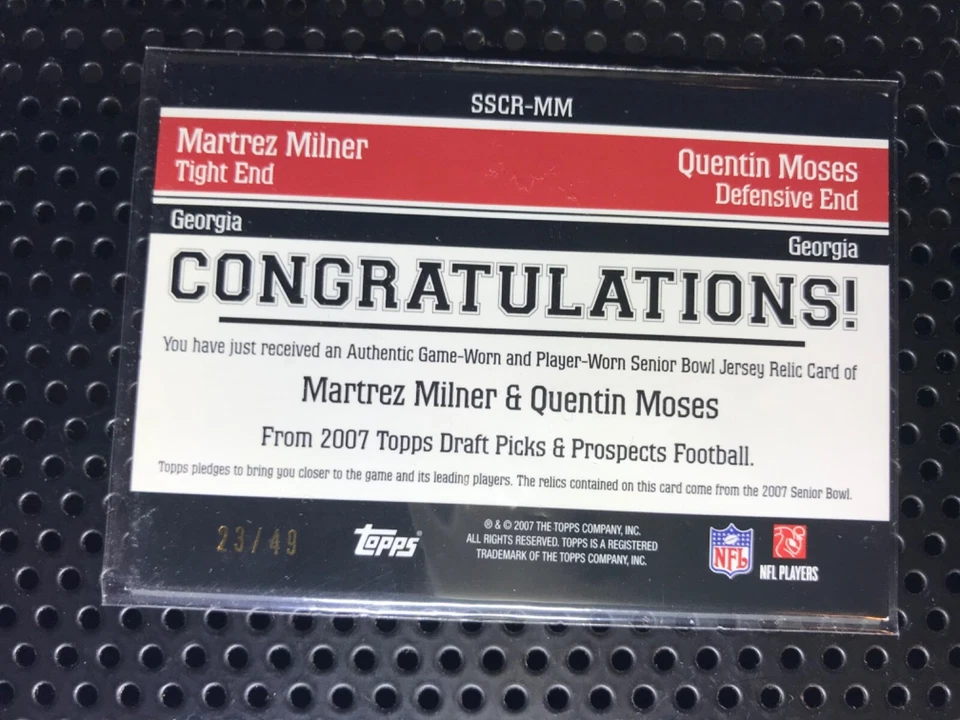 SSCR-MM
Martrez Milner
Tight End
Quentin Moses
Defensive End
Georgia
Georgia
CONGRATULATIONS!
You have just received an Authentic Game-Worn and Player-Worn Senior Bowl Jersey Relic Card of
Martrez Milner & Quentin Moses
From 2007 Topps Draft Picks & Prospects Football.
Topps pledges to bring you closer to the game and its leading players. The relics contained on this card come from the 2007 Senior Bowl.
23/49
Topps®
® & © 2007 THE TOPPS COMPANY, INC.
ALL RIGHTS RESERVED. TOPPS IS A REGISTERED
TRADEMARK OF THE TOPPS COMPANY, INC.
NFL
NFL PLAYERS